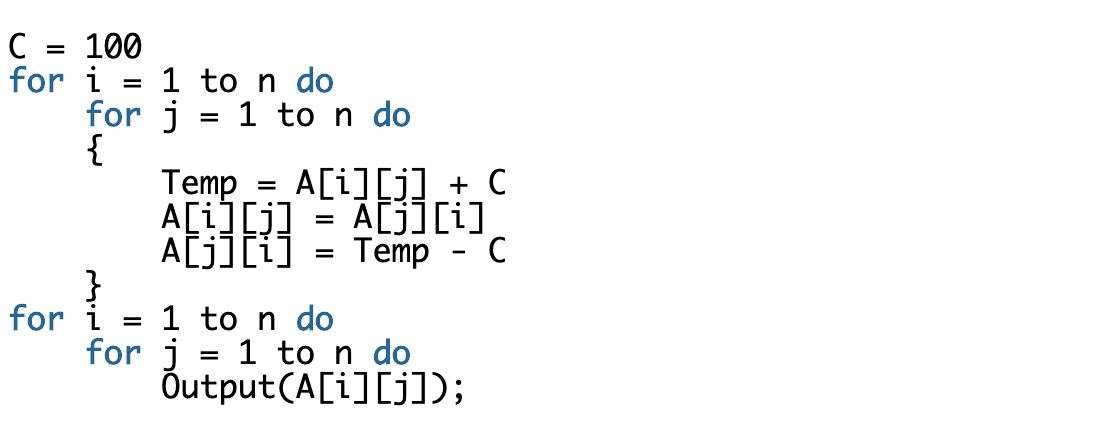 C = 100
for i = 1 to n do
    for j = 1 to n do
    {
        Temp = A[i][j] + C
        A[i][j] = A[j][i]
        A[j][i] = Temp - C
    }
for i = 1 to n do
    for j = 1 to n do
        Output(A[i][j]);